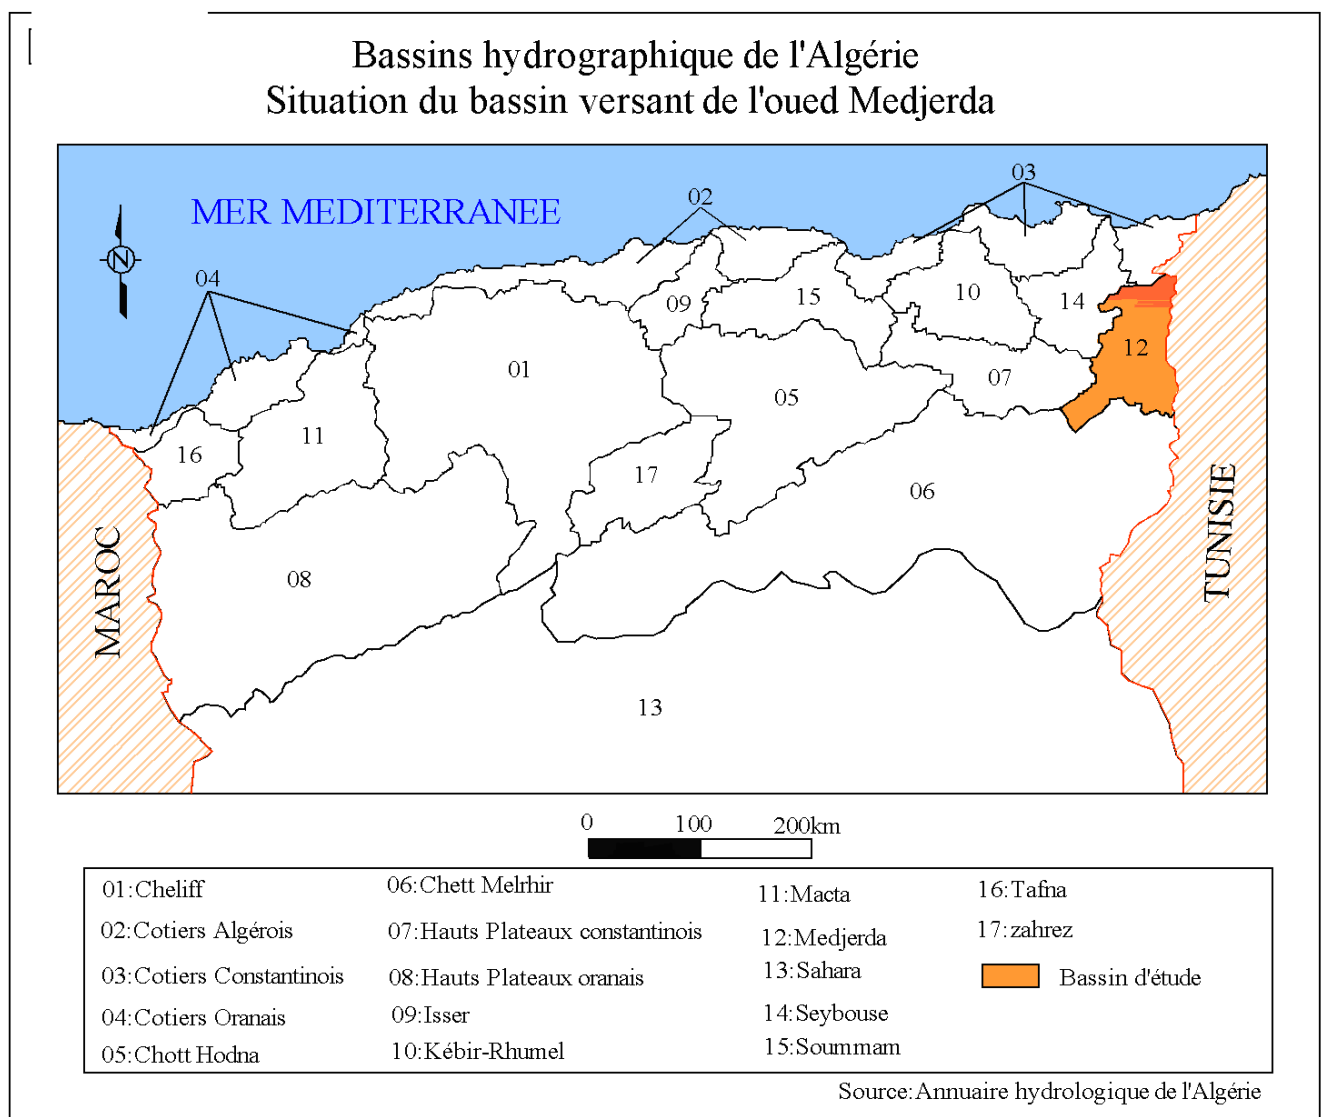 Bassins hydrographique de l'Algérie
Situation du bassin versant de l'oued Medjerda
MER MEDITERRANEE
N
02
03
04
09
15
10
14
12
01
07
05
16
11
17
06
08
13
MAROC
TUNISIE
0 100 200km
01:Cheliff
02:Cotiers Algérois
03:Cotiers Constantinois
04:Cotiers Oranais
05:Chott Hodna
06:Chett Melrhir
07:Hauts Plateaux constantinois
08:Hauts Plateaux oranais
09:Isser
10:Kébir-Rhumel
11:Macta
12:Medjerda
13:Sahara
14:Seybouse
15:Soummam
16:Tafna
17:zahrez
Bassin d'étude
Source:Annuaire hydrologique de l'Algérie